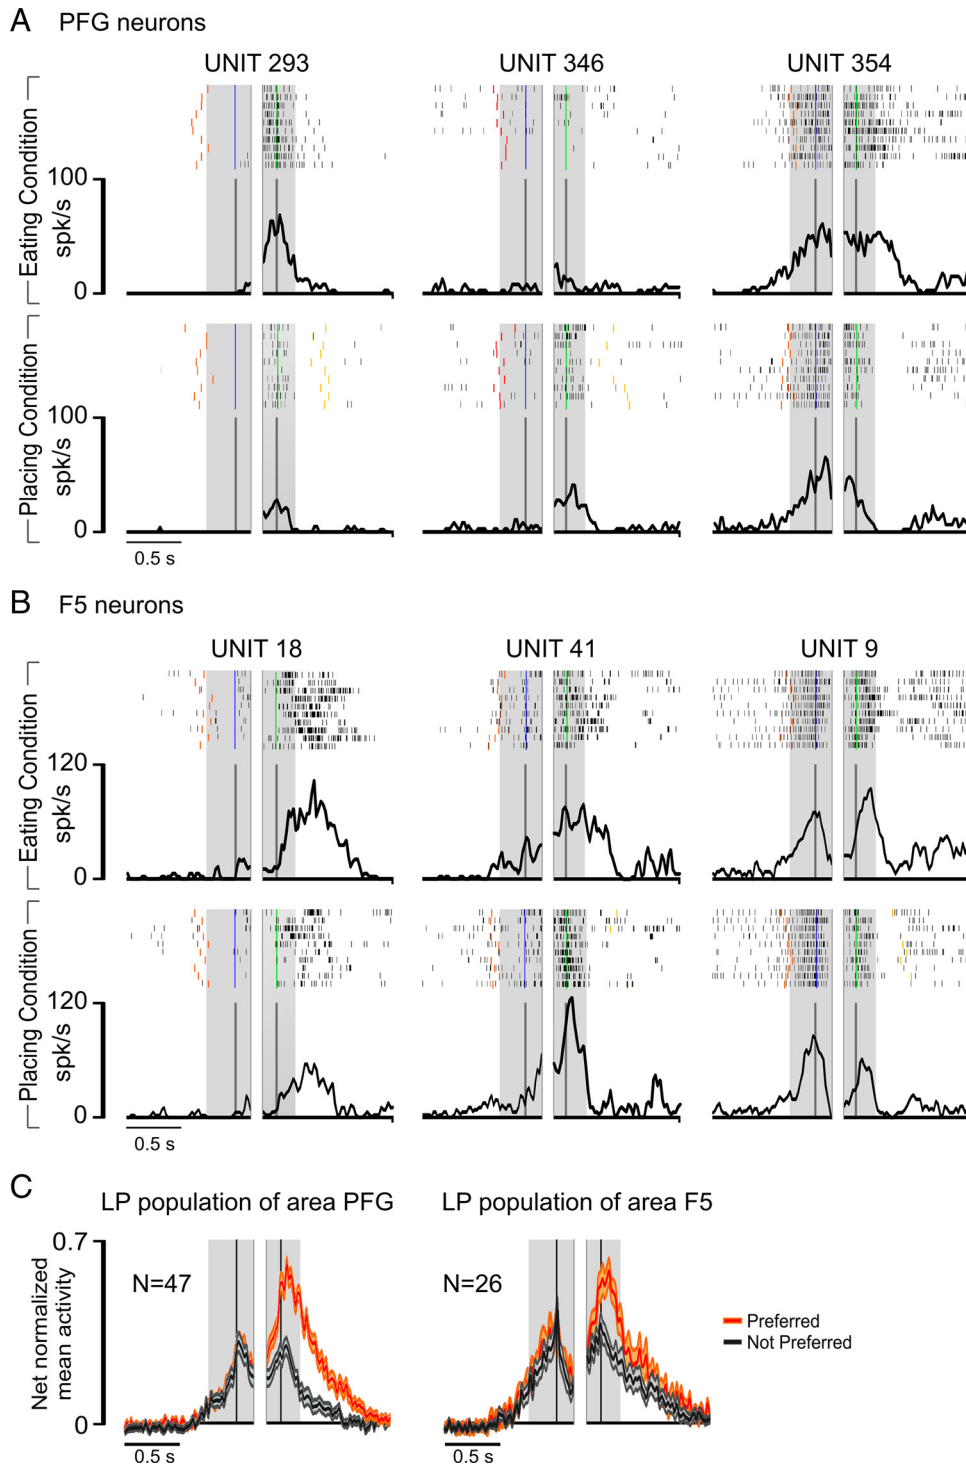 A PFG neurons
UNIT 293 UNIT 346 UNIT 354
Eating Condition
spk/s
100
0
Placing Condition
spk/s
100
0
0.5 s
B F5 neurons
UNIT 18 UNIT 41 UNIT 9
Eating Condition
spk/s
120
0
Placing Condition
spk/s
120
0
0.5 s
C
LP population of area PFG LP population of area F5
Net normalized
mean activity
0.7
0
N=47 N=26
Preferred
Not Preferred
0.5 s 0.5 s